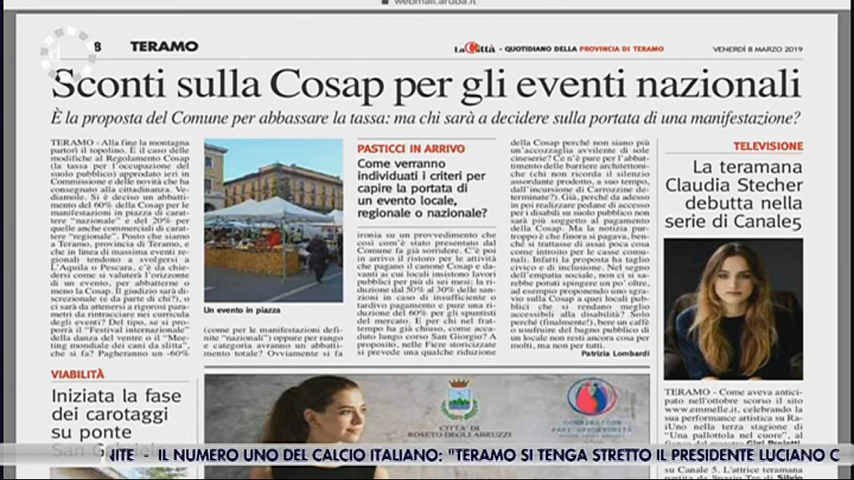 webmail.aruba.it
8 TERAMO
La Città - QUOTIDIANO DELLA PROVINCIA DI TERAMO
VENERDÌ 8 MARZO 2019
Sconti sulla Cosap per gli eventi nazionali
È la proposta del Comune per abbassare la tassa: ma chi sarà a decidere sulla portata di una manifestazione?
TERAMO - Alla fine la montagna
partorì il topolino. È il caso delle
modifiche al Regolamento Cosap
(la tassa per l'occupazione del
suolo pubblico) approdato ieri in
Commissione e delle novità che ha
consegnato alla cittadinanza. Ve-
diamole. Si è deciso un abbatti-
mento del 60% della Cosap per le
manifestazioni in piazza di carat-
tere "nazionale" e del 20% per
quelle anche commerciali di carat-
tere "regionale". Posto che siamo
a Teramo, provincia di Teramo, e
che in linea di massima eventi re-
gionali tendono a svolgersi a
L'Aquila o Pescara, c'è da chie-
dersi come si valuterà l'orizzonte
di un evento, per abbatterne o
meno la Cosap. Il giudizio sarà di-
screzionale (e da parte di chi?), o
ci sarà da attenersi a rigorosi para-
metri da rintracciare nei curricula
degli eventi? Del tipo, se si pro-
porrà il "Festival internazionale"
della danza del ventre o il "Mee-
ting mondiale dei cani da slitta",
che si fa? Pagheranno un -60%
Un evento in piazza
(come per le manifestazioni defi-
nite "nazionali") oppure per rango
e categoria avranno un abbatti-
mento totale? Ovviamente si fa
PASTICCI IN ARRIVO
Come verranno
individuati i criteri per
capire la portata di
un evento locale,
regionale o nazionale?
ironia su un provvedimento che
così com'è stato presentato dal
Comune fa già sorridere. C'è poi
in arrivo il ristoro per le attività
che pagano il canone Cosap e da-
vanti ai cui locali insistono lavori
pubblici per più di sei mesi; la ri-
duzione dal 50% al 30% delle san-
zioni in caso di insufficiente o
tardivo pagamento e pure una ri-
duzione del 60% per gli spuntisti
del mercato. E per chi nel frat-
tempo ha già chiuso, come acca-
duto lungo corso San Giorgio? A
proposito, nelle Fiere storicizzate
si prevede una qualche riduzione
della Cosap perché non siano più
un'accozzaglia avvilente di sole
cineserie? Ce n'è pure per l'abbat-
timento delle barriere architettoni-
che (chi non ricorda il silenzio
assordante prodotto, a suo tempo,
dall'incursione di Carrozzine de-
terminate?). Già, perché da adesso
in poi realizzare pedane di accesso
per i disabili su suolo pubblico non
sarà più soggetto al pagamento
della Cosap. Ma la notizia pur-
troppo è che finora si pagava, ben-
ché si trattasse di assai poca cosa
come introito per le casse comu-
nali. Infatti la proposta ha taglio
civico e di inclusione. Nel segno
dell'empatia sociale, non ci si sa-
rebbe potuti spingere un po' oltre,
ad esempio proponendo uno sgra-
vio sulla Cosap a quei locali pub-
blici che si rendano meglio
accessibili alla disabilità? Solo
perché (finalmente!), bere un caffè
o usufruire del bagno pubblico di
un locale non resti ancora cosa per
molti, ma non per tutti.
Patrizia Lombardi
TELEVISIONE
La teramana
Claudia Stecher
debutta nella
serie di Canale5
TERAMO - Come aveva antici-
pato nell'ottobre scorso il sito
www.emmelle.it, celebrando la
sua performance artistica su Ra-
iUno nella terza stagione di
"Una pallottola nel cuore", al
su Canale 5. L'attrice teramana
VIABILITÀ
Iniziata la fase
dei carotaggi
su ponte
San Gabriele
CITTÀ DI
ROSETO DEGLI ABRUZZI
COMMISSIONE
PARI OPPORTUNITÀ
NITE - IL NUMERO UNO DEL CALCIO ITALIANO: "TERAMO SI TENGA STRETTO IL PRESIDENTE LUCIANO C